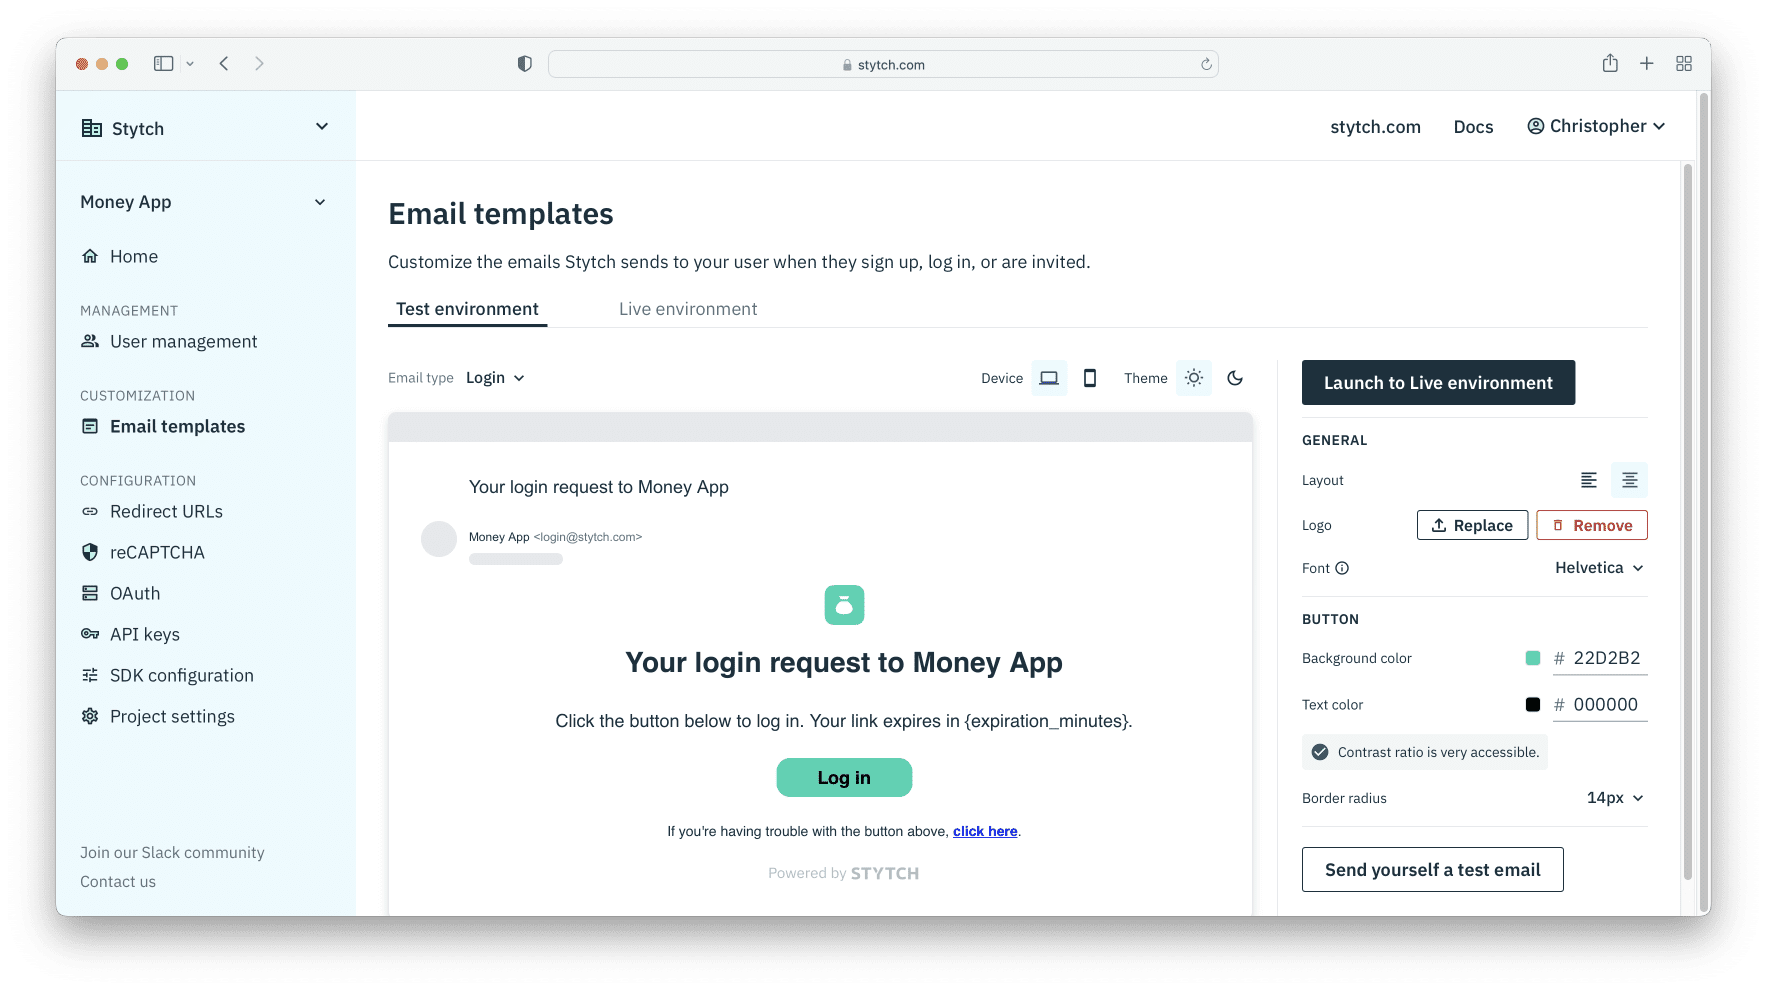 stytch.com
Stytch
stytch.com
Docs
Christopher
Money App
Home
MANAGEMENT
User management
CUSTOMIZATION
Email templates
CONFIGURATION
Redirect URLs
reCAPTCHA
OAuth
API keys
SDK configuration
Project settings
Join our Slack community
Contact us
Email templates
Customize the emails Stytch sends to your user when they sign up, log in, or are invited.
Test environment
Live environment
Email type Login
Device
Theme
Your login request to Money App
Money App <login@stytch.com>
Your login request to Money App
Click the button below to log in. Your link expires in {expiration_minutes}.
Log in
If you're having trouble with the button above, click here.
Powered by STYTCH
Launch to Live environment
GENERAL
Layout
Logo Replace Remove
Font Helvetica
BUTTON
Background color # 22D2B2
Text color # 000000
Contrast ratio is very accessible.
Border radius 14px
Send yourself a test email